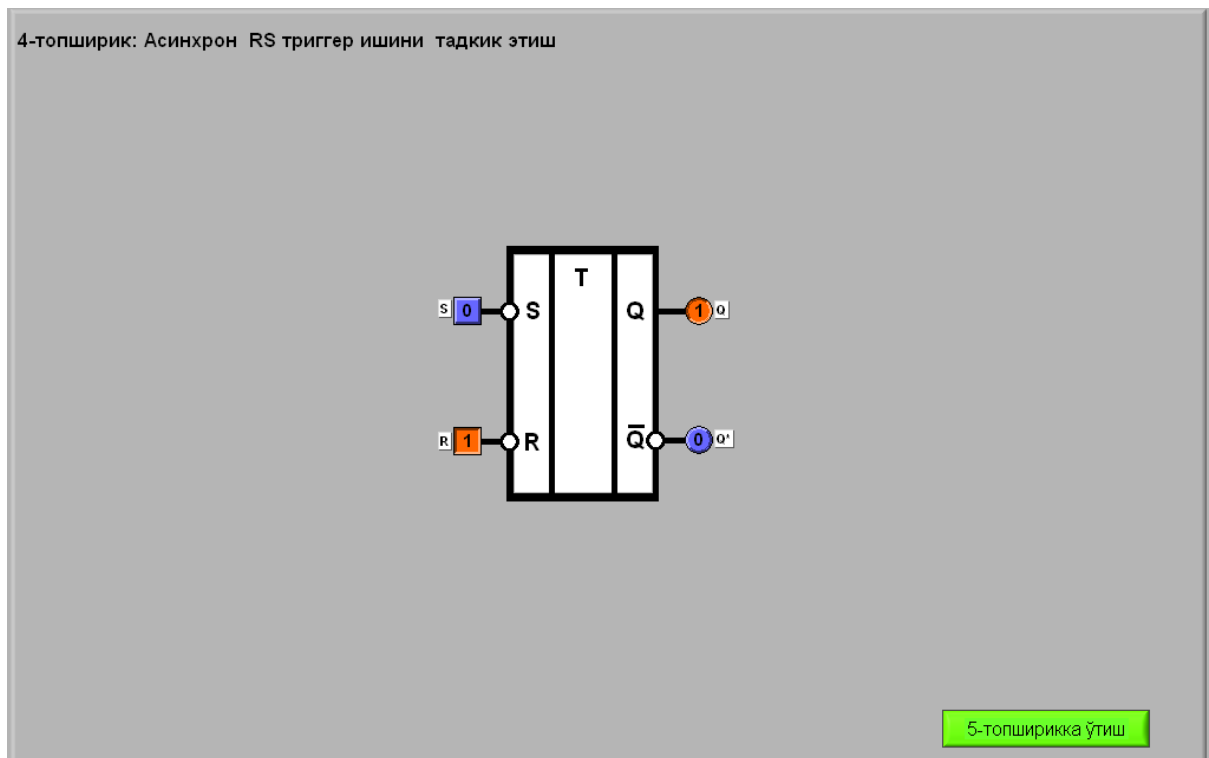 4-топширик: Асинхрон RS триггер ишини тадкик этиш
T
S 0 S Q 1 Q
R 1 R Q̅ 0 Q'
5-топширикка ўтиш